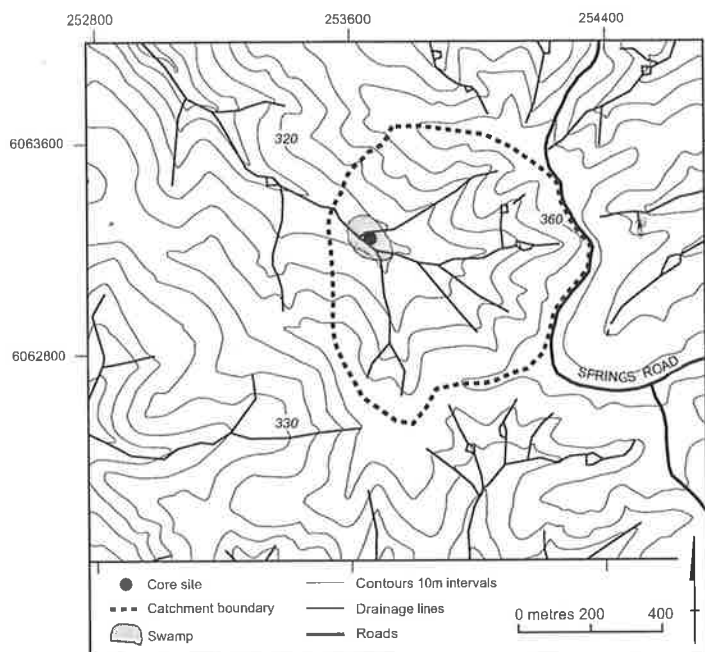 252800 253600 254400
6063600
320
360
6062800
SPRINGS ROAD
330
Core site
Contours 10m intervals
Catchment boundary
Drainage lines
0 metres 200 400
Swamp
Roads